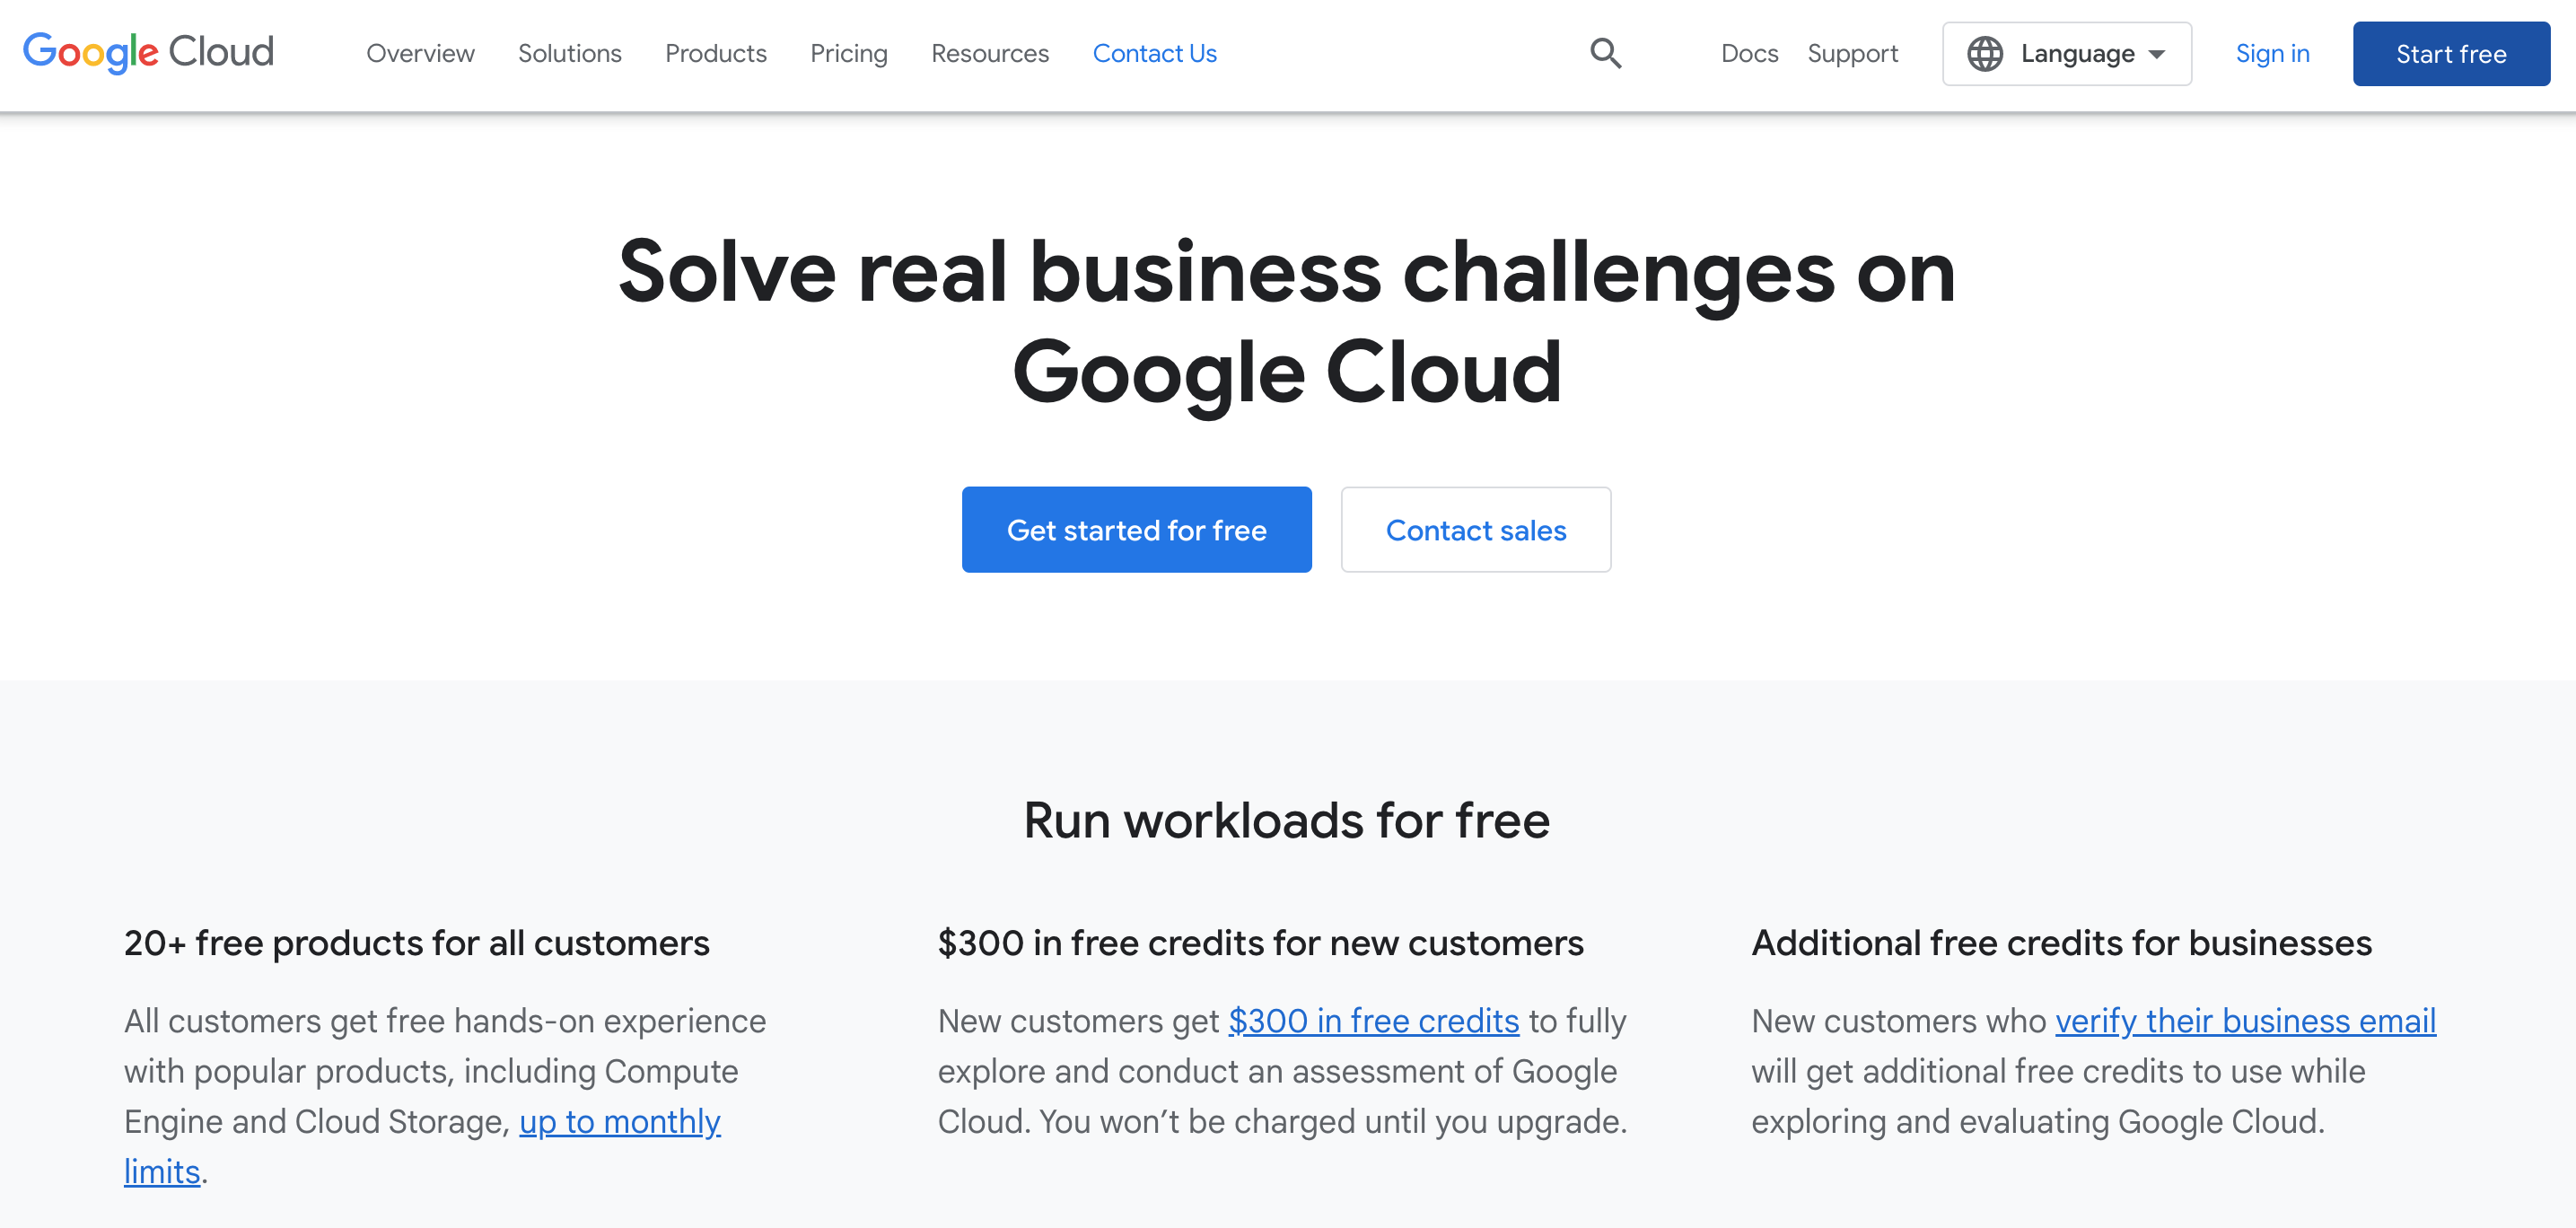 Google Cloud Overview Solutions Products Pricing Resources Contact Us Docs Support Language Sign in Start free
Solve real business challenges on
Google Cloud
Get started for free Contact sales
Run workloads for free
20+ free products for all customers
All customers get free hands-on experience
with popular products, including Compute
Engine and Cloud Storage, up to monthly
limits.
$300 in free credits for new customers
New customers get $300 in free credits to fully
explore and conduct an assessment of Google
Cloud. You won’t be charged until you upgrade.
Additional free credits for businesses
New customers who verify their business email
will get additional free credits to use while
exploring and evaluating Google Cloud.